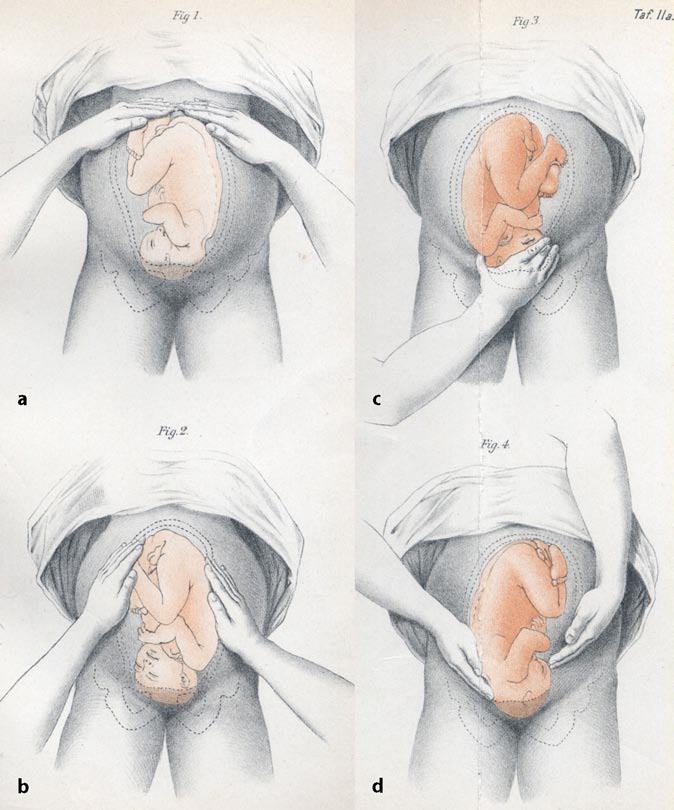 Fig 1.
Fig 3.
Taf. IIa.
a
c
Fig. 2.
Fig. 4.
b
d